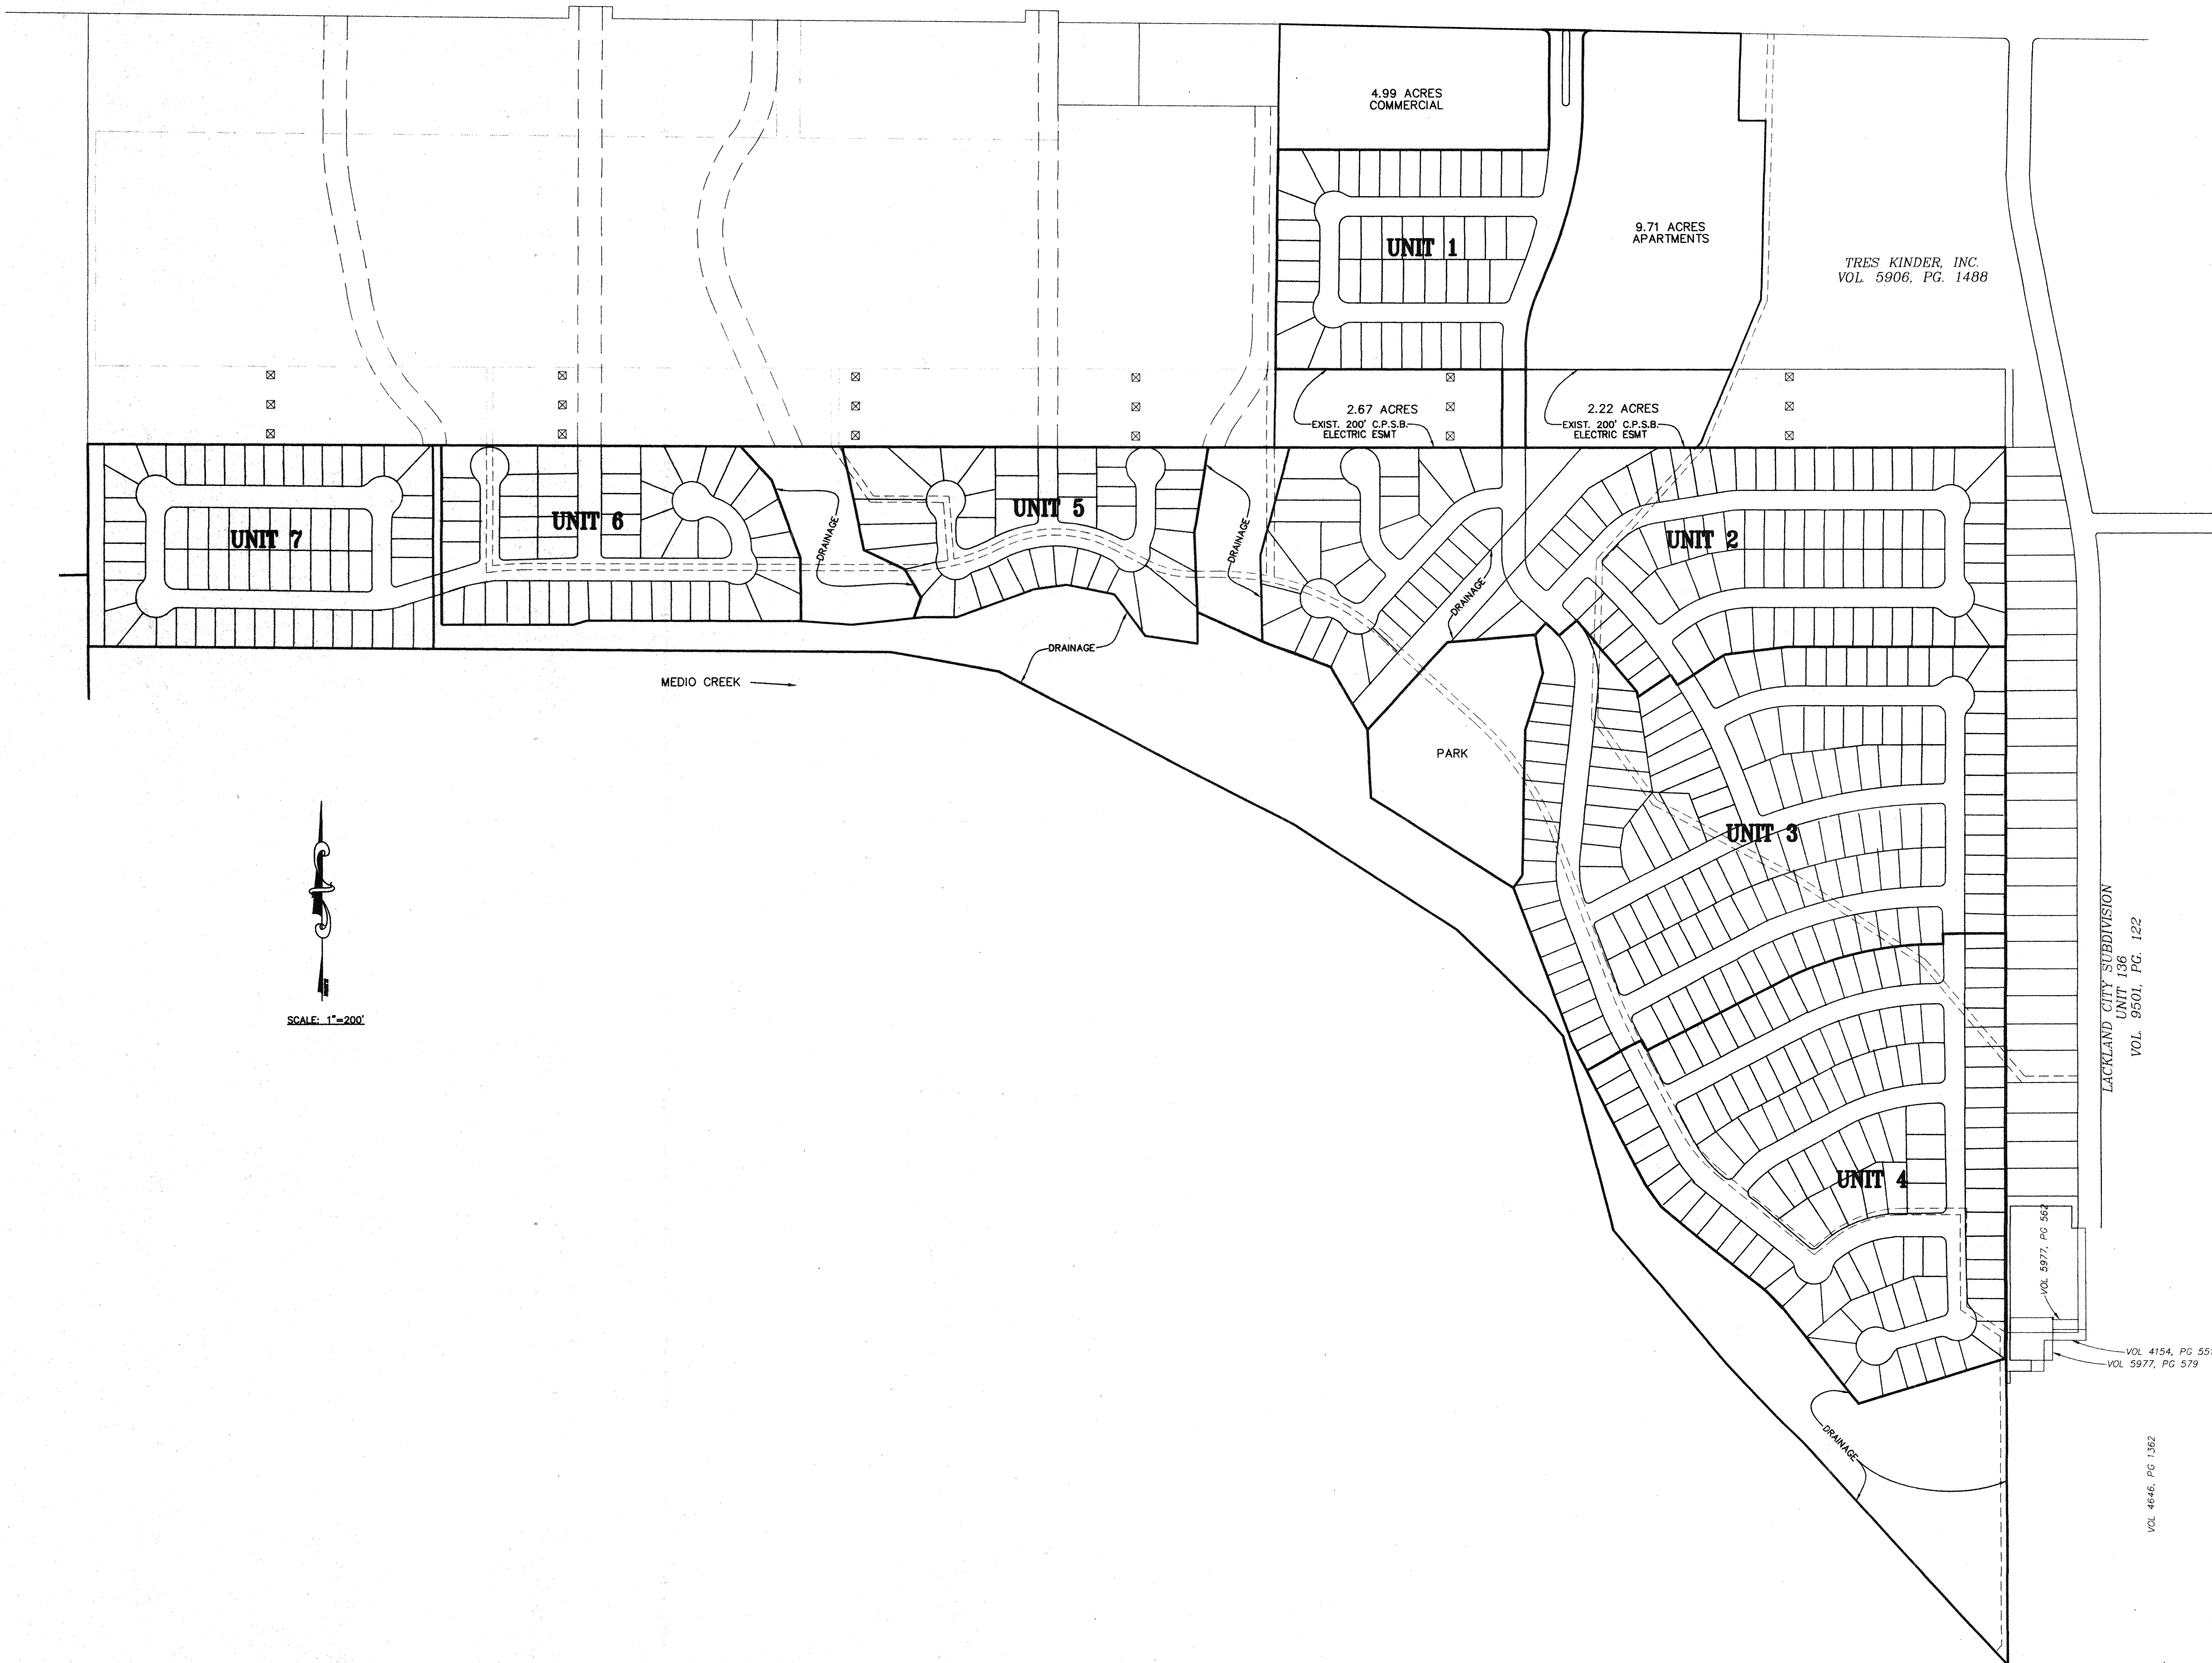 4.99 ACRES
COMMERCIAL
9.71 ACRES
APARTMENTS
UNIT 1
TRES KINDER, INC.
VOL. 5906, PG. 1488
2.67 ACRES
EXIST. 200' C.P.S.B.
ELECTRIC ESMT
2.22 ACRES
EXIST. 200' C.P.S.B.
ELECTRIC ESMT
UNIT 7
UNIT 6
DRAINAGE
UNIT 5
DRAINAGE
DRAINAGE
UNIT 2
DRAINAGE
MEDIO CREEK
PARK
UNIT 3
NORTH
SCALE: 1"=200'
LACKLAND CITY SUBDIVISION
UNIT 136
VOL. 9501, PG. 122
UNIT 4
VOL 5977, PG 562
VOL 4154, PG 551
VOL 5977, PG 579
DRAINAGE
VOL 4646, PG 1362